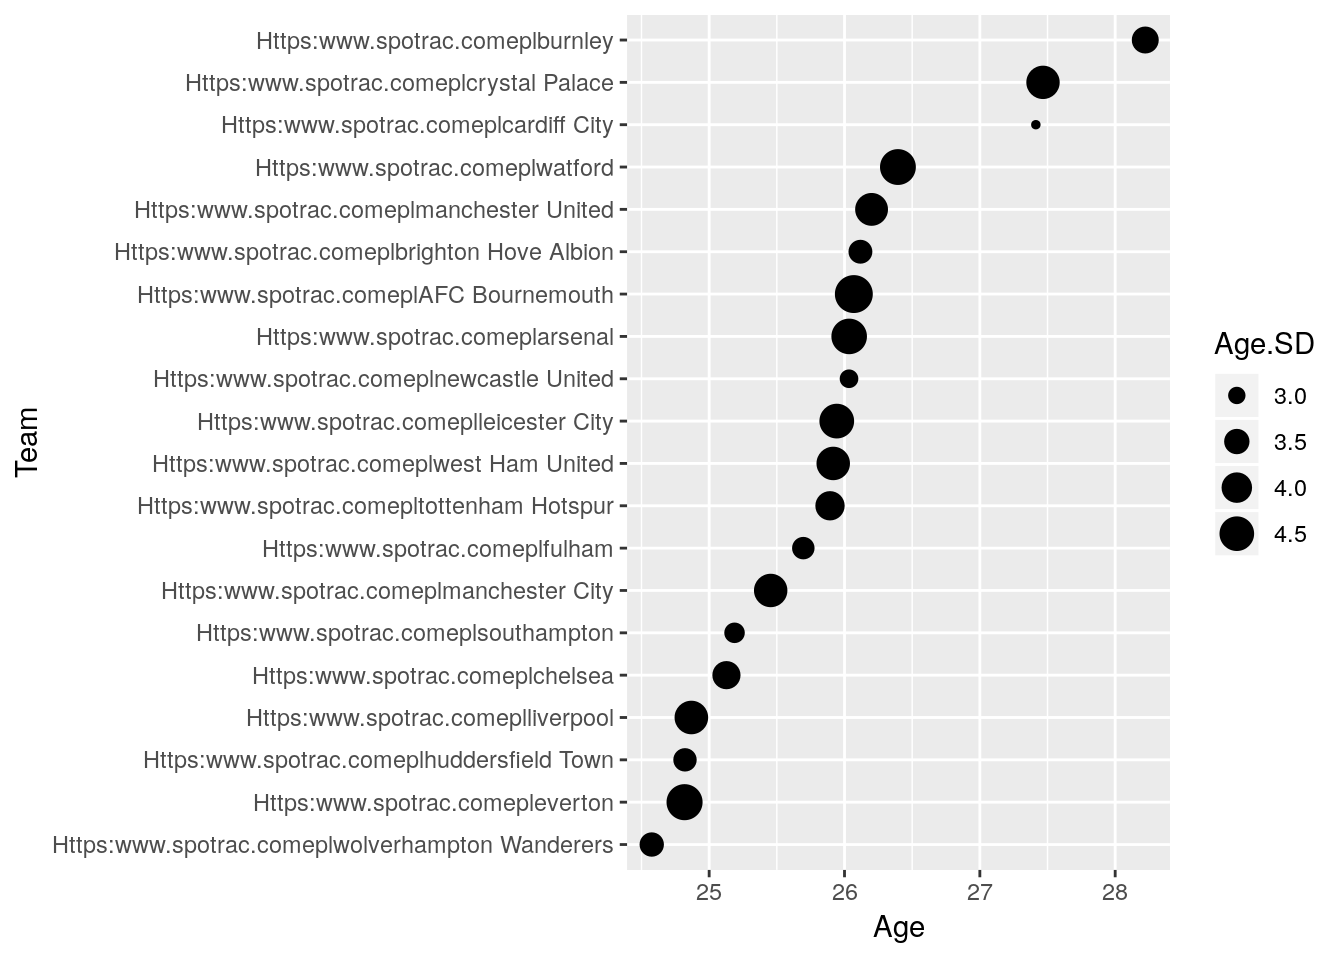 Https:www.spotrac.comeplburnley
Https:www.spotrac.comeplcrystal Palace
Https:www.spotrac.comeplcardiff City
Https:www.spotrac.comeplwatford
Https:www.spotrac.comeplmanchester United
Https:www.spotrac.comeplbrighton Hove Albion
Https:www.spotrac.comeplAFC Bournemouth
Https:www.spotrac.comeplarsenal
Https:www.spotrac.comeplnewcastle United
Https:www.spotrac.comeplleicester City
Https:www.spotrac.comeplwest Ham United
Https:www.spotrac.comepltottenham Hotspur
Https:www.spotrac.comeplfulham
Https:www.spotrac.comeplmanchester City
Https:www.spotrac.comeplsouthampton
Https:www.spotrac.comeplchelsea
Https:www.spotrac.comeplliverpool
Https:www.spotrac.comeplhuddersfield Town
Https:www.spotrac.comepleverton
Https:www.spotrac.comeplwolverhampton Wanderers
Team
25 26 27 28
Age
Age.SD
3.0
3.5
4.0
4.5